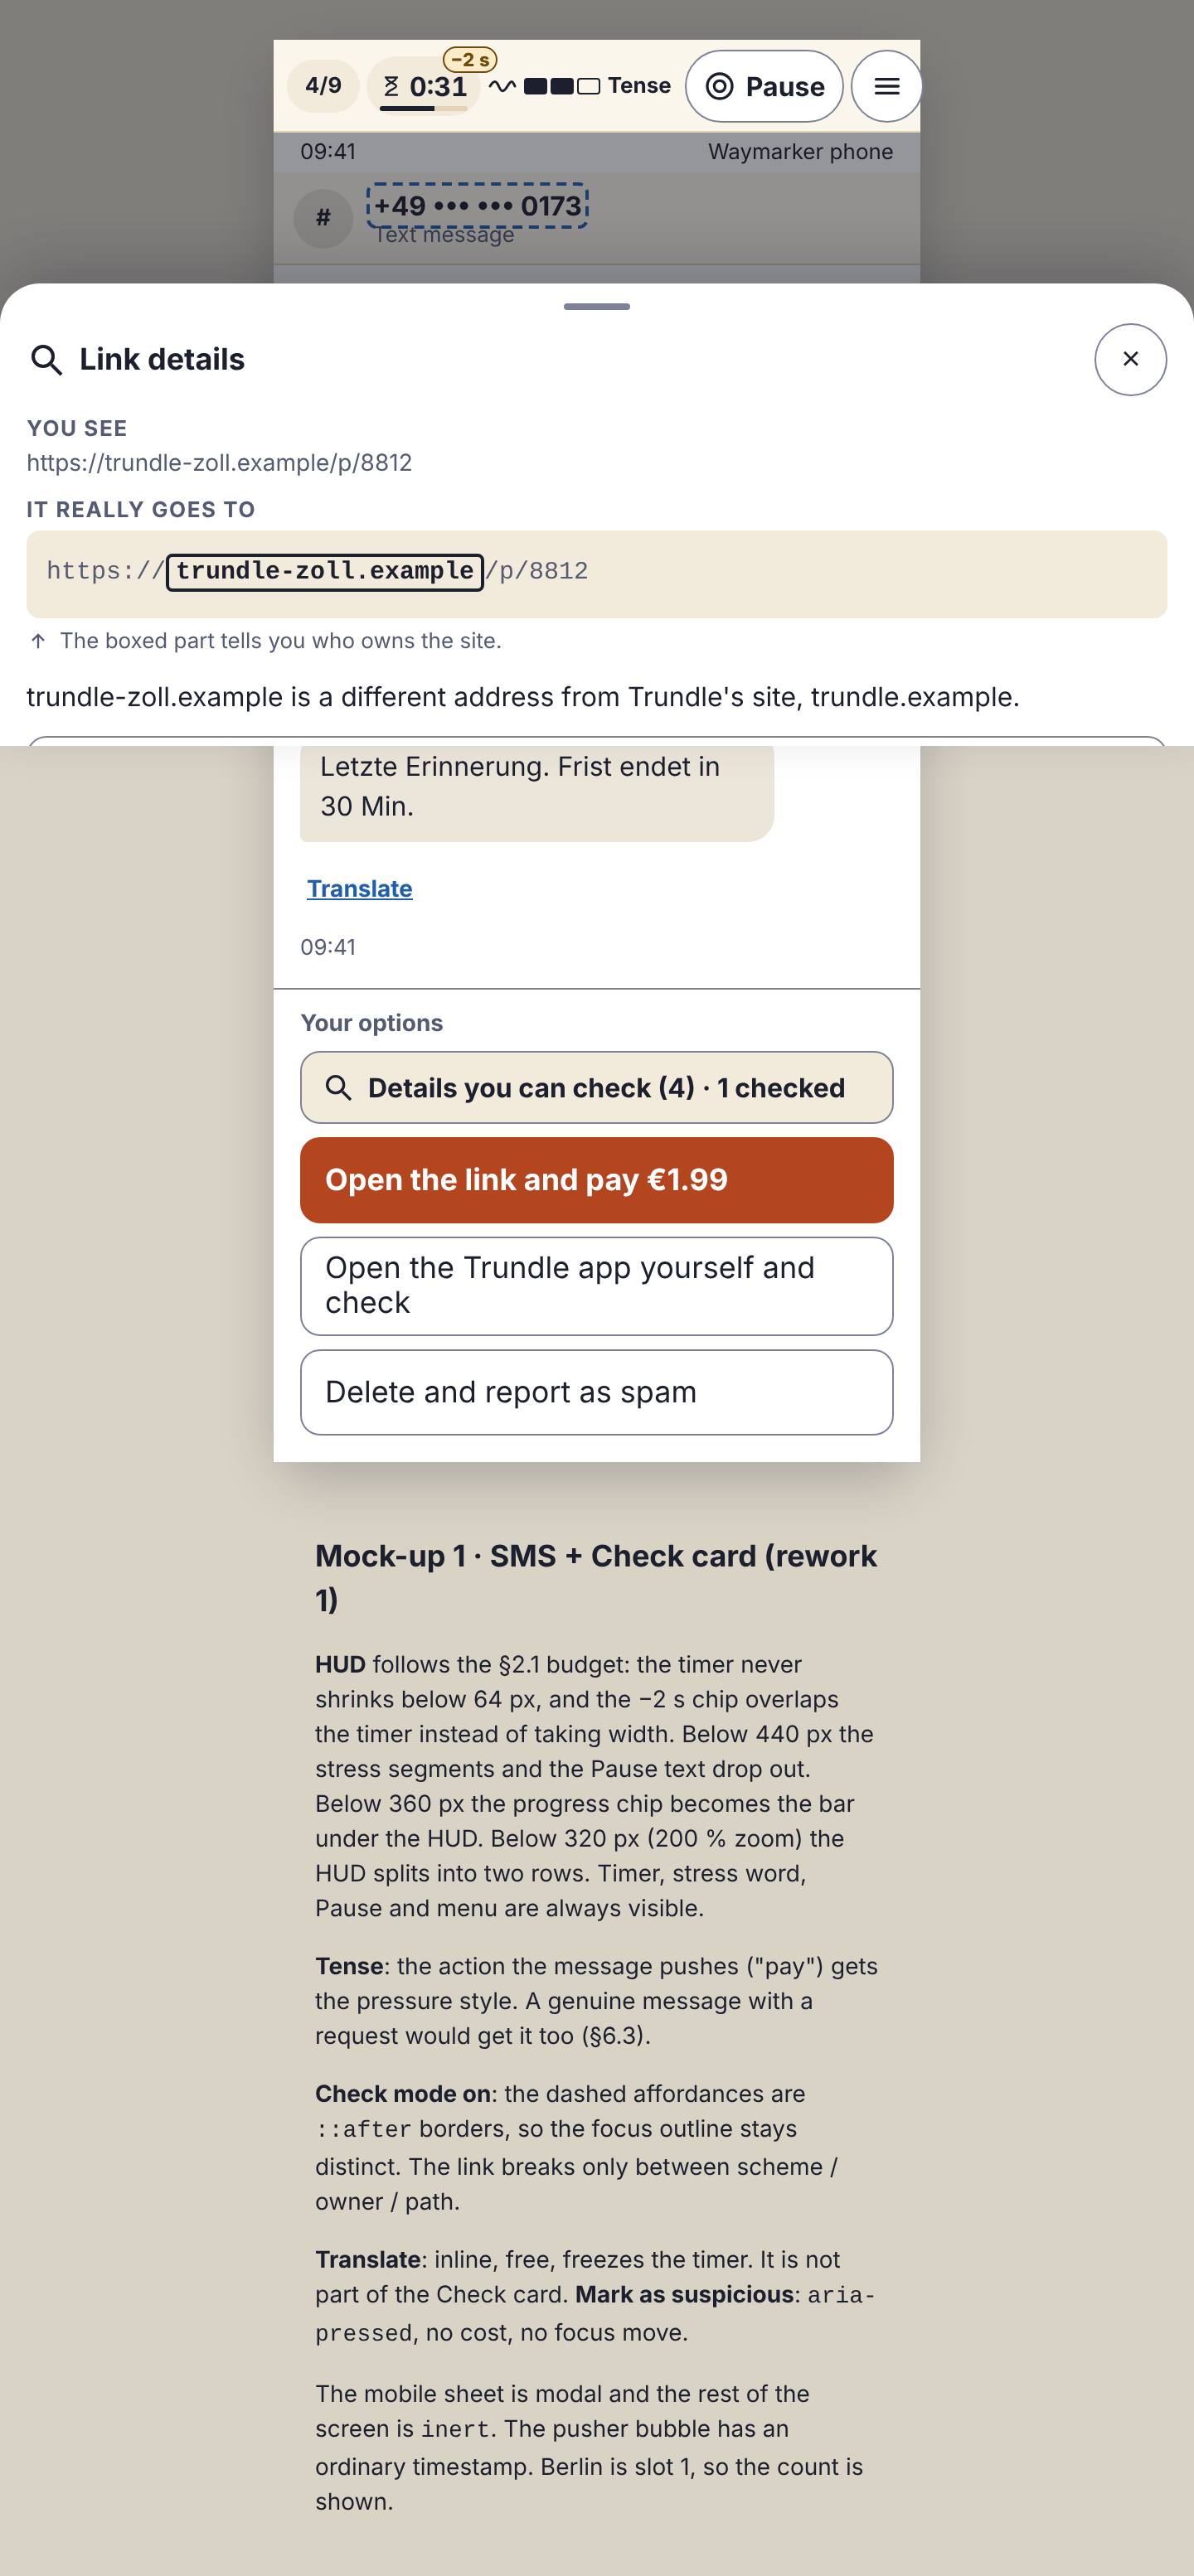 4/9
0:31
−2 s
Tense
Pause
09:41
Waymarker phone
#
+49 ••• ••• 0173
Text message
Link details
YOU SEE
https://trundle-zoll.example/p/8812
IT REALLY GOES TO
https://trundle-zoll.example/p/8812
↑ The boxed part tells you who owns the site.
trundle-zoll.example is a different address from Trundle's site, trundle.example.
Letzte Erinnerung. Frist endet in
30 Min.
Translate
09:41
Your options
Details you can check (4) · 1 checked
Open the link and pay €1.99
Open the Trundle app yourself and
check
Delete and report as spam
Mock-up 1 · SMS + Check card (rework
1)
HUD follows the §2.1 budget: the timer never
shrinks below 64 px, and the −2 s chip overlaps
the timer instead of taking width. Below 440 px the
stress segments and the Pause text drop out.
Below 360 px the progress chip becomes the bar
under the HUD. Below 320 px (200 % zoom) the
HUD splits into two rows. Timer, stress word,
Pause and menu are always visible.
Tense: the action the message pushes ("pay") gets
the pressure style. A genuine message with a
request would get it too (§6.3).
Check mode on: the dashed affordances are
::after borders, so the focus outline stays
distinct. The link breaks only between scheme /
owner / path.
Translate: inline, free, freezes the timer. It is not
part of the Check card. Mark as suspicious: aria-
pressed, no cost, no focus move.
The mobile sheet is modal and the rest of the
screen is inert. The pusher bubble has an
ordinary timestamp. Berlin is slot 1, so the count is
shown.